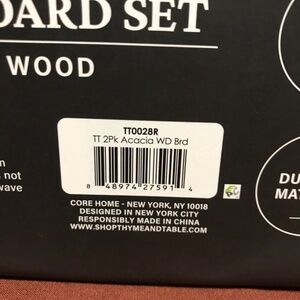 OARD SET
WOOD
TT0028R
TT 2Pk Acacia WD Brd
8 48974 27591 4
s not
wave
CORE HOME - NEW YORK, NY 10018
DESIGNED IN NEW YORK CITY
RESPONSIBLY MADE IN CHINA
WWW.SHOPTHYMEANDTABLE.COM
DU
MAT